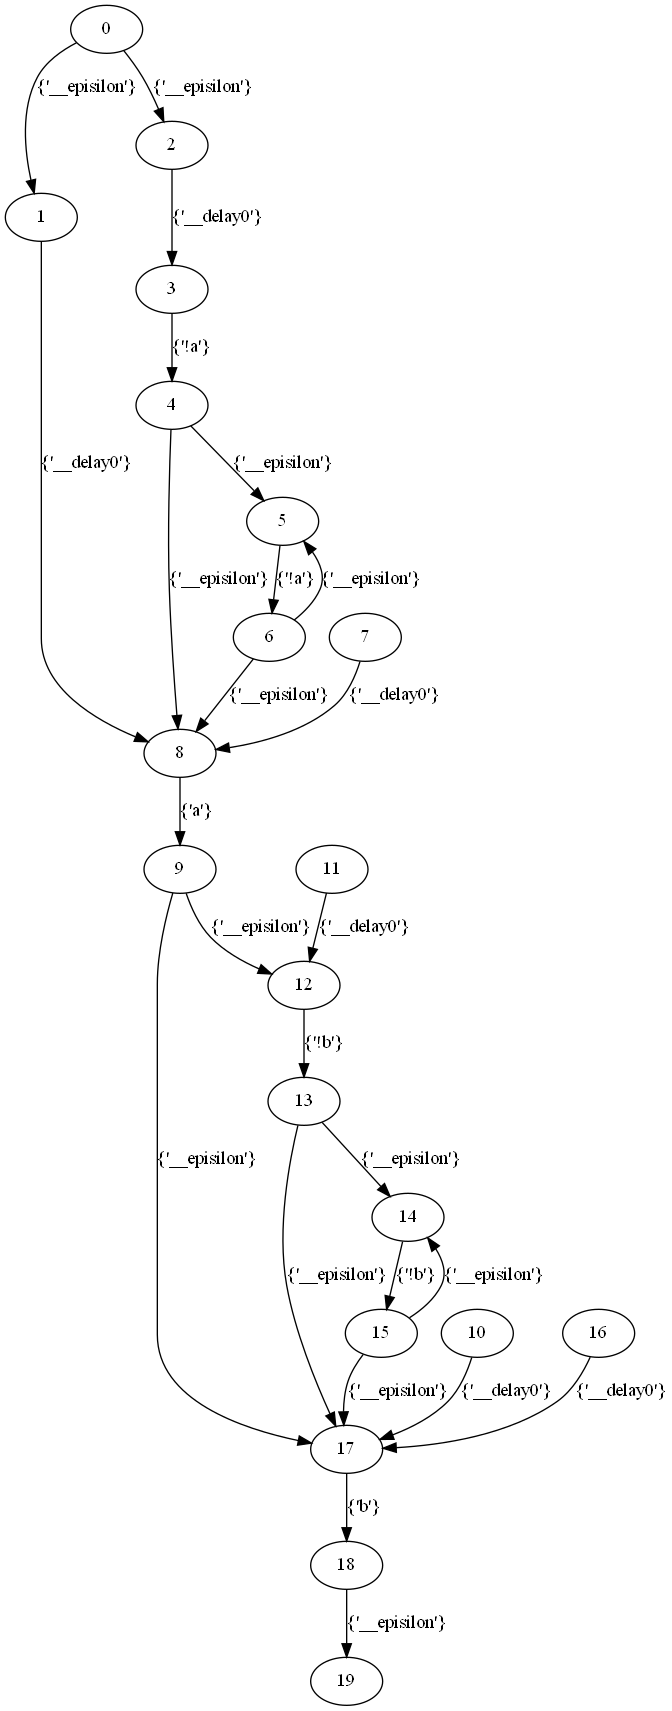 0
{'__episilon'} {'__episilon'}
2
1
{'__delay0'}
3
{'!a'}
4
{'__delay0'} {'__episilon'}
5
{'__episilon'} {'!a'} {'__episilon'}
6 7
{'__episilon'} {'__delay0'}
8
{'a'}
9 11
{'__episilon'} {'__delay0'}
12
{'!b'}
13
{'__episilon'} {'__episilon'}
14
{'__episilon'} {'!b'} {'__episilon'}
15 10 16
{'__episilon'} {'__delay0'} {'__delay0'}
17
{'b'}
18
{'__episilon'}
19